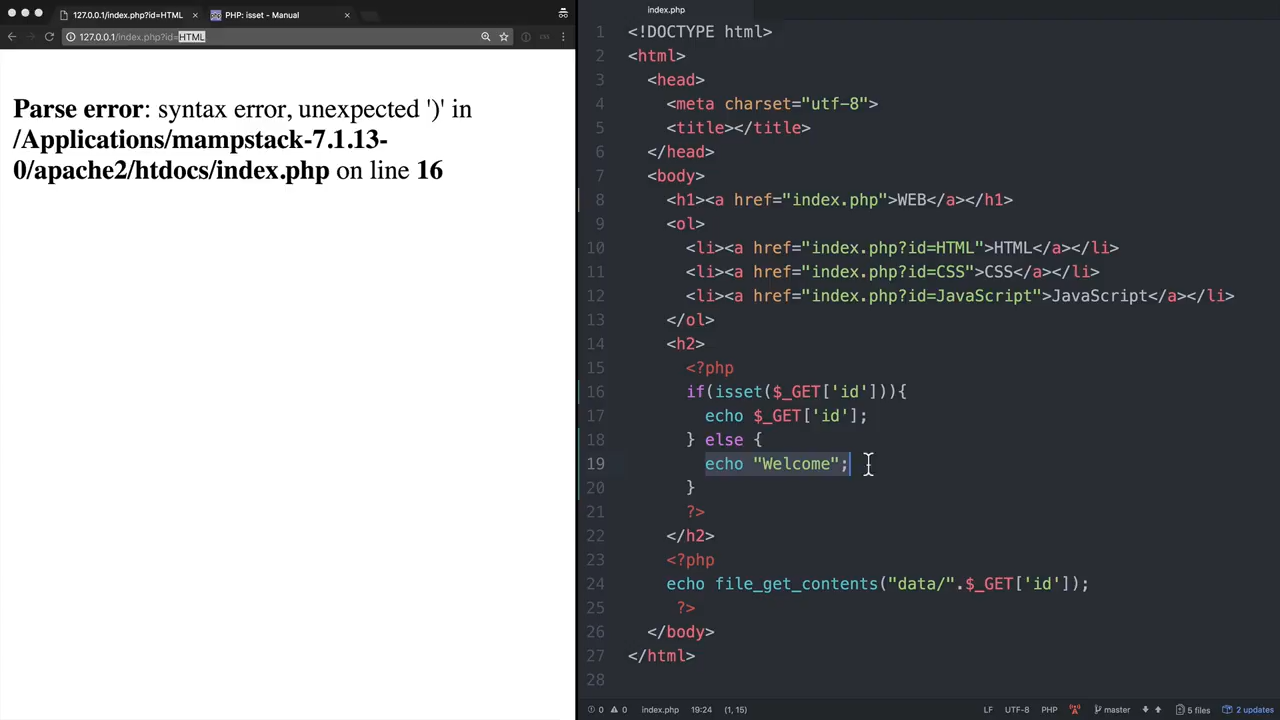 127.0.0.1/index.php?id=HTML
PHP: isset - Manual
127.0.0.1/index.php?id=HTML
Parse error: syntax error, unexpected ')' in
/Applications/mampstack-7.1.13-
0/apache2/htdocs/index.php on line 16
index.php
1 <!DOCTYPE html>
2 <html>
3 <head>
4 <meta charset="utf-8">
5 <title></title>
6 </head>
7 <body>
8 <h1><a href="index.php">WEB</a></h1>
9 <ol>
10 <li><a href="index.php?id=HTML">HTML</a></li>
11 <li><a href="index.php?id=CSS">CSS</a></li>
12 <li><a href="index.php?id=JavaScript">JavaScript</a></li>
13 </ol>
14 <h2>
15 <?php
16 if(isset($_GET['id'])){
17 echo $_GET['id'];
18 } else {
19 echo "Welcome";
20 }
21 ?>
22 </h2>
23 <?php
24 echo file_get_contents("data/".$_GET['id']);
25 ?>
26 </body>
27 </html>
28
0 0 index.php 19:24 (1, 15) LF UTF-8 PHP master 5 files 2 updates